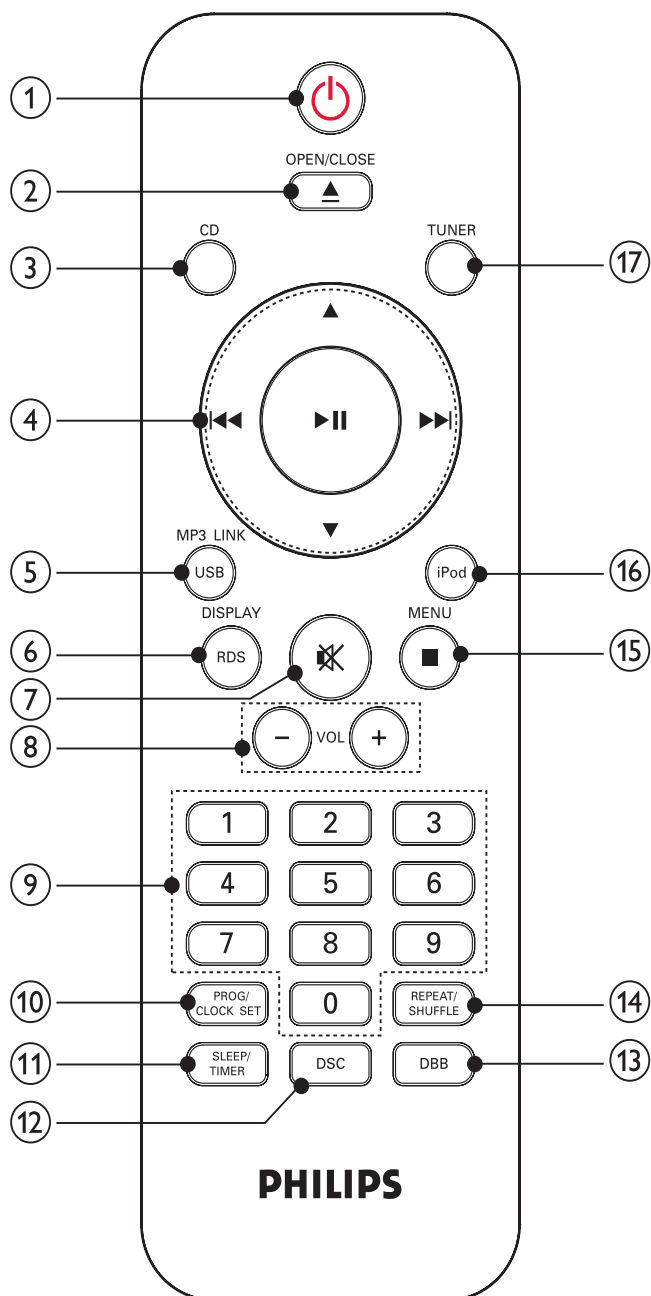 1
OPEN/CLOSE
2
CD
TUNER
3
17
4
MP3 LINK
5
USB
iPod
16
DISPLAY
MENU
6
RDS
15
7
8
- VOL +
1 2 3
9
4 5 6
7 8 9
10
PROG/
CLOCK SET
0
REPEAT/
SHUFFLE
14
11
SLEEP/
TIMER
DSC
DBB
13
12
PHILIPS